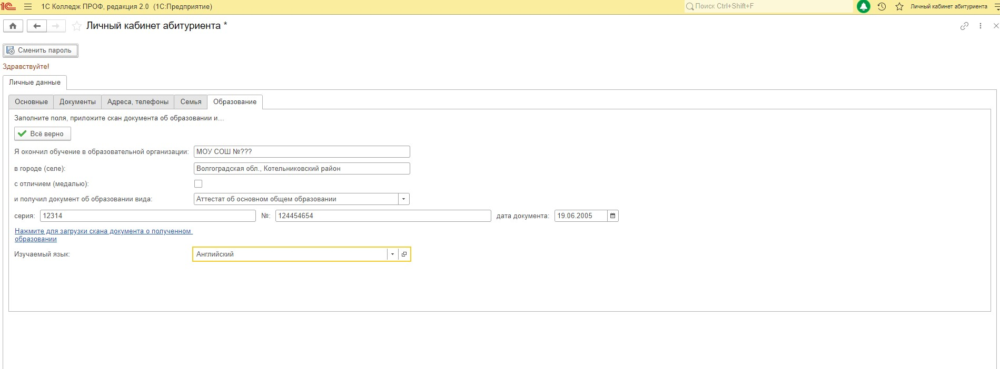 1С 1С Колледж ПРОФ, редакция 2.0 (1С:Предприятие) Поиск Ctrl+Shift+F Личный кабинет абитуриента
Личный кабинет абитуриента *
Сменить пароль
Здравствуйте!
Личные данные
Основные Документы Адреса, телефоны Семья Образование
Заполните поля, приложите скан документа об образовании и...
Всё верно
Я окончил обучение в образовательной организации: МОУ СОШ №???
в городе (селе): Волгоградская обл., Котельниковский район
с отличием (медалью):
и получил документ об образовании вида: Аттестат об основном общем образовании
серия: 12314 №: 124454654 дата документа: 19.06.2005
Нажмите для загрузки скана документа о полученном
образовании
Изучаемый язык: Английский